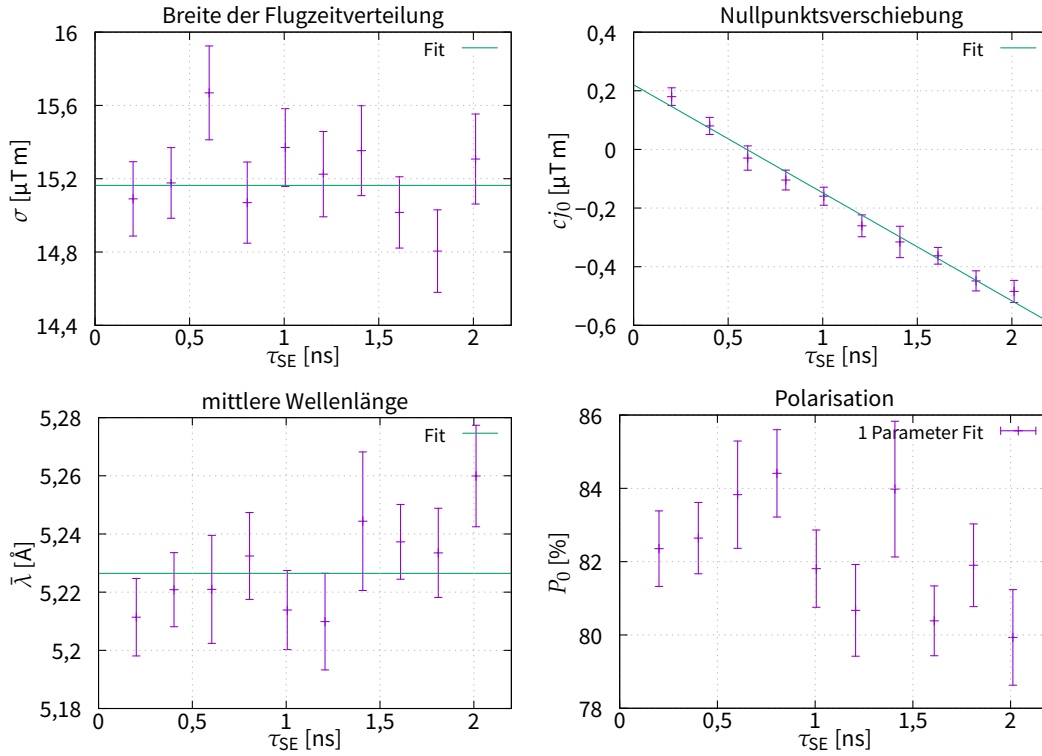 Breite der Flugzeitverteilung
Fit
16
15,6
15,2
14,8
14,4
σ [µT m]
0
0,5
1
1,5
2
τSE [ns]
Nullpunktsverschiebung
Fit
0,4
0,2
0
−0,2
−0,4
−0,6
cj0 [µT m]
0
0,5
1
1,5
2
τSE [ns]
mittlere Wellenlänge
Fit
5,28
5,26
5,24
5,22
5,2
5,18
λ̄ [Å]
0
0,5
1
1,5
2
τSE [ns]
Polarisation
1 Parameter Fit
86
84
82
80
78
P0 [%]
0
0,5
1
1,5
2
τSE [ns]